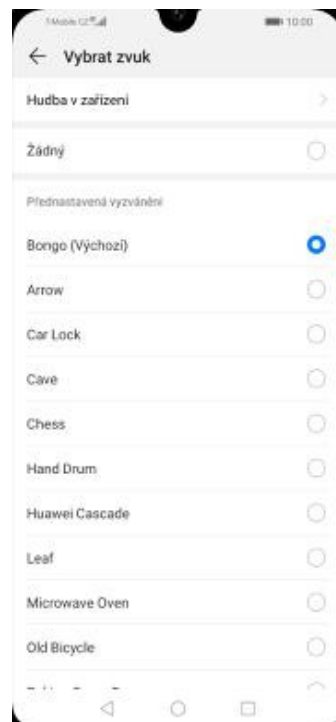 T-Mobile CZ
10:00
Vybrat zvuk
Hudba v zařízení
Žádný
Přednastavená vyzvánění
Bongo (Výchozí)
Arrow
Car Lock
Cave
Chess
Hand Drum
Huawei Cascade
Leaf
Microwave Oven
Old Bicycle